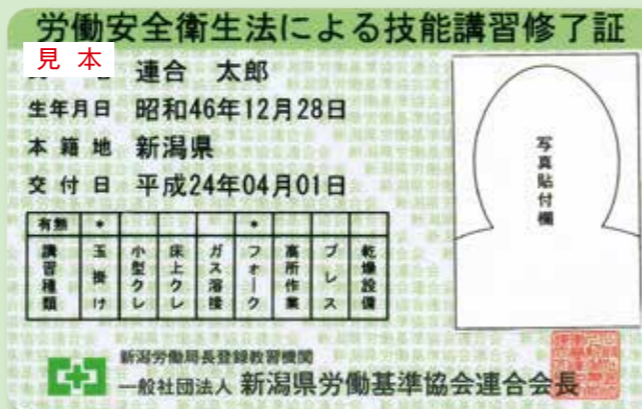 労働安全衛生法による技能講習修了証
見本
連合 太郎
生年月日 昭和46年12月28日
本籍地 新潟県
交付日 平成24年04月01日
写真貼付欄
有無 * *
講習種類 玉掛け 小型クレ 床上クレ ガス溶接 フォーク 高所作業 プレス 乾燥設備
新潟労働局長登録教習機関
一般社団法人 新潟県労働基準協会連合会長